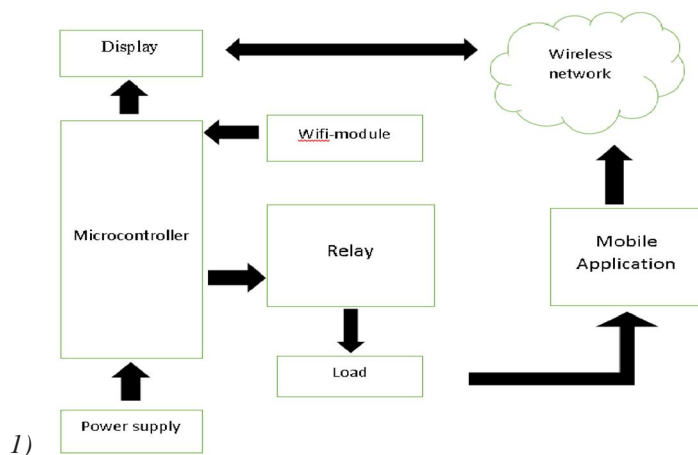 Display
Wireless
network
Wifi-module
Microcontroller
Relay
Mobile
Application
Load
Power supply
1)